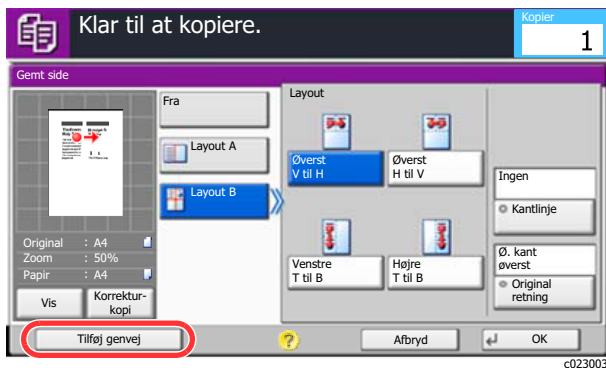 Klar til at kopiere.
Kopier
1
Gemt side
Fra
Layout A
Layout B
Layout
Øverst
V til H
Øverst
H til V
Venstre
T til B
Højre
T til B
Ingen
Kantlinje
Ø. kant
øverst
Original
retning
Original : A4
Zoom : 50%
Papir : A4
Vis
Korrektur-
kopi
Tilføj genvej
Afbryd
OK
c023003